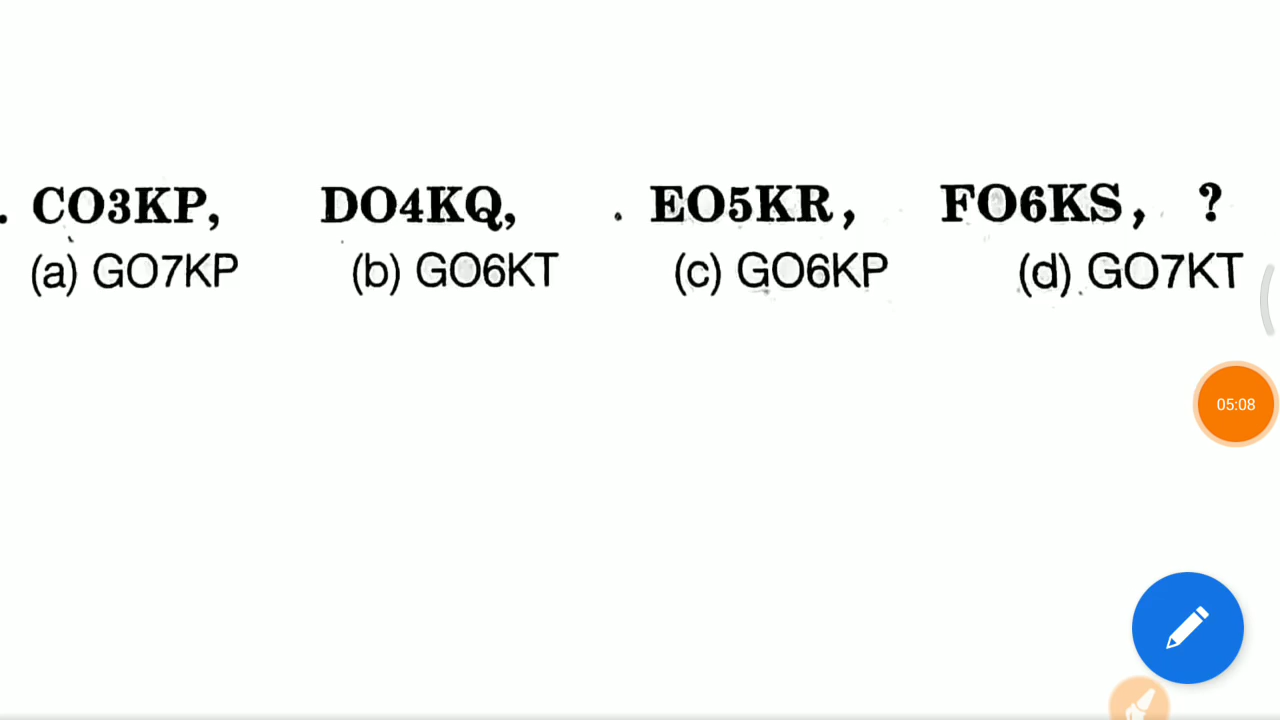 . CO3KP, DO4KQ, . EO5KR, FO6KS, ?
(a) GO7KP (b) GO6KT (c) GO6KP (d) GO7KT
05:08